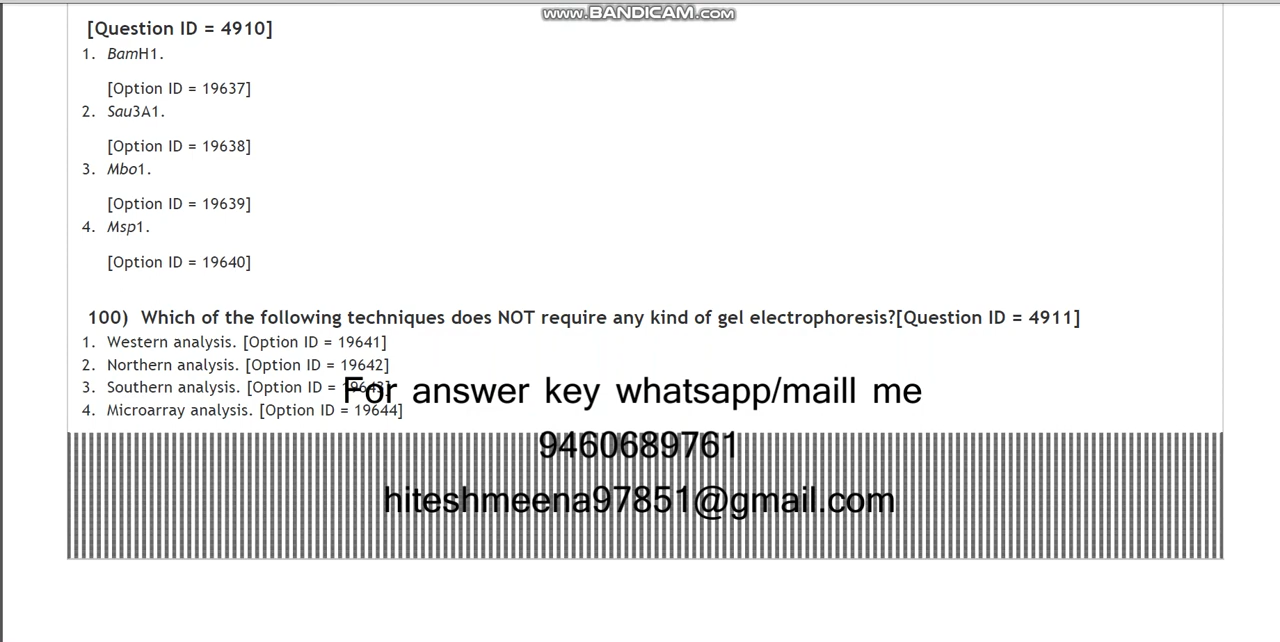 www.BANDICAM.com
[Question ID = 4910]
1. BamH1.
[Option ID = 19637]
2. Sau3A1.
[Option ID = 19638]
3. Mbo1.
[Option ID = 19639]
4. Msp1.
[Option ID = 19640]
100) Which of the following techniques does NOT require any kind of gel electrophoresis?[Question ID = 4911]
1. Western analysis. [Option ID = 19641]
2. Northern analysis. [Option ID = 19642]
3. Southern analysis. [Option ID = 19643]
4. Microarray analysis. [Option ID = 19644]
For answer key whatsapp/maill me
9460689761
hiteshmeena97851@gmail.com